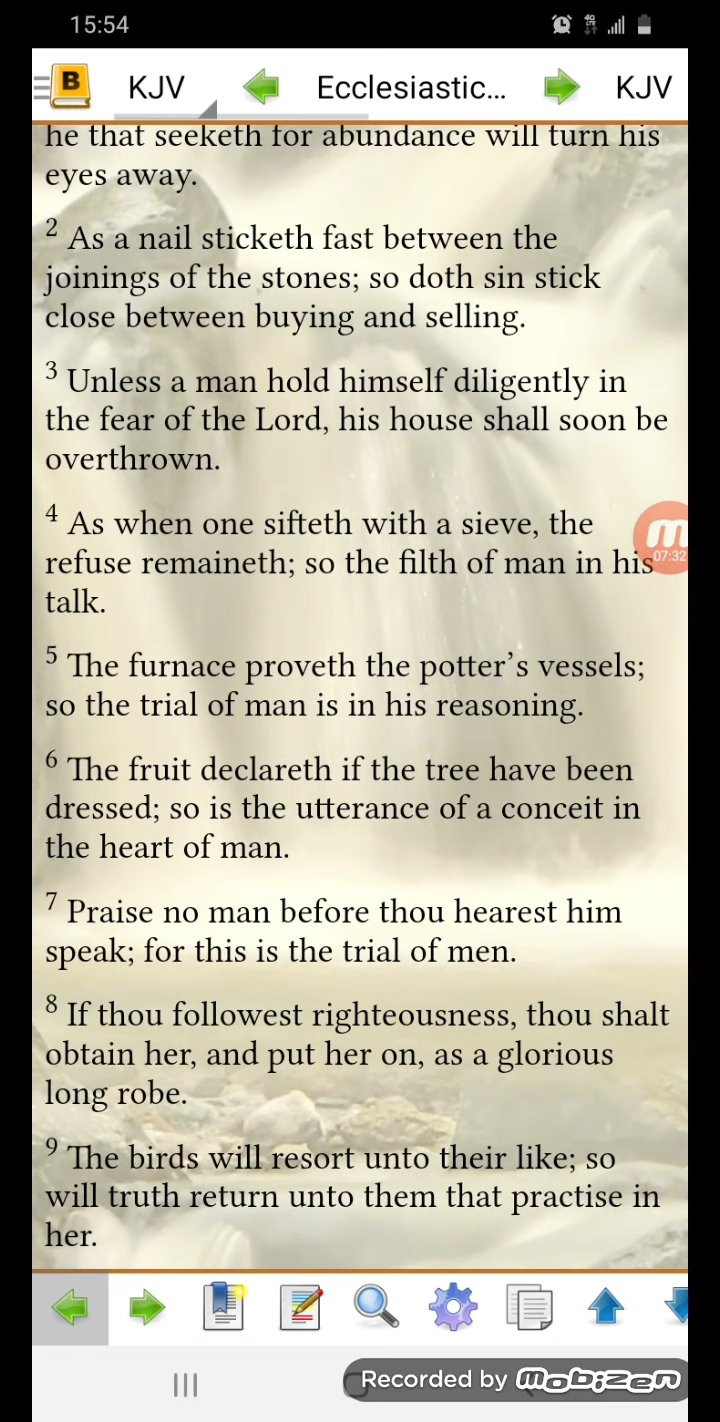 15:54
4G
LTE
B KJV Ecclesiastic... KJV
he that seeketh for abundance will turn his
eyes away.
2 As a nail sticketh fast between the
joinings of the stones; so doth sin stick
close between buying and selling.
3 Unless a man hold himself diligently in
the fear of the Lord, his house shall soon be
overthrown.
4 As when one sifteth with a sieve, the
refuse remaineth; so the filth of man in his
talk.
m
07:32
5 The furnace proveth the potter’s vessels;
so the trial of man is in his reasoning.
6 The fruit declareth if the tree have been
dressed; so is the utterance of a conceit in
the heart of man.
7 Praise no man before thou hearest him
speak; for this is the trial of men.
8 If thou followest righteousness, thou shalt
obtain her, and put her on, as a glorious
long robe.
9 The birds will resort unto their like; so
will truth return unto them that practise in
her.
Recorded by mobizen